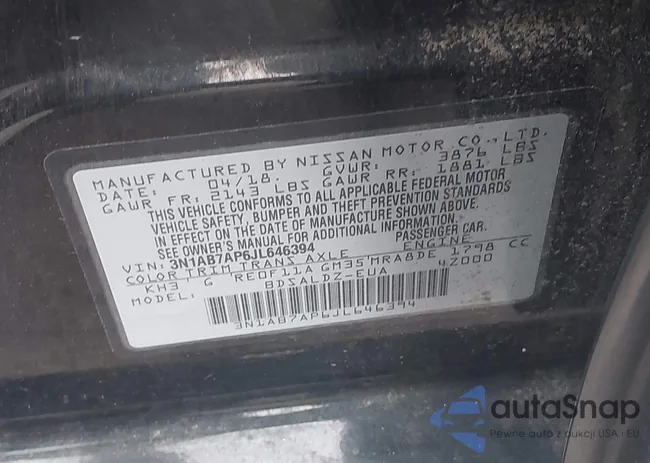 MANUFACTURED BY NISSAN MOTOR CO., LTD.
DATE: 04/18. GVWR: 3876 LBS
GAWR FR: 2143 LBS GAWR RR: 1881 LBS
THIS VEHICLE CONFORMS TO ALL APPLICABLE FEDERAL MOTOR
VEHICLE SAFETY, BUMPER AND THEFT PREVENTION STANDARDS
IN EFFECT ON THE DATE OF MANUFACTURE SHOWN ABOVE.
SEE OWNER'S MANUAL FOR ADDITIONAL INFORMATION.
VIN: 3N1AB7AP6JL646394 PASSENGER CAR.
COLOR TRIM TRANS AXLE ENGINE
KH3 G RE0F11A GM35 MRA8DE 1798 CC
MODEL: BDSALDZ-EUA 4Z000
3N1AB7AP6JL646394
autaSnap
Pewne auto z aukcji USA i EU